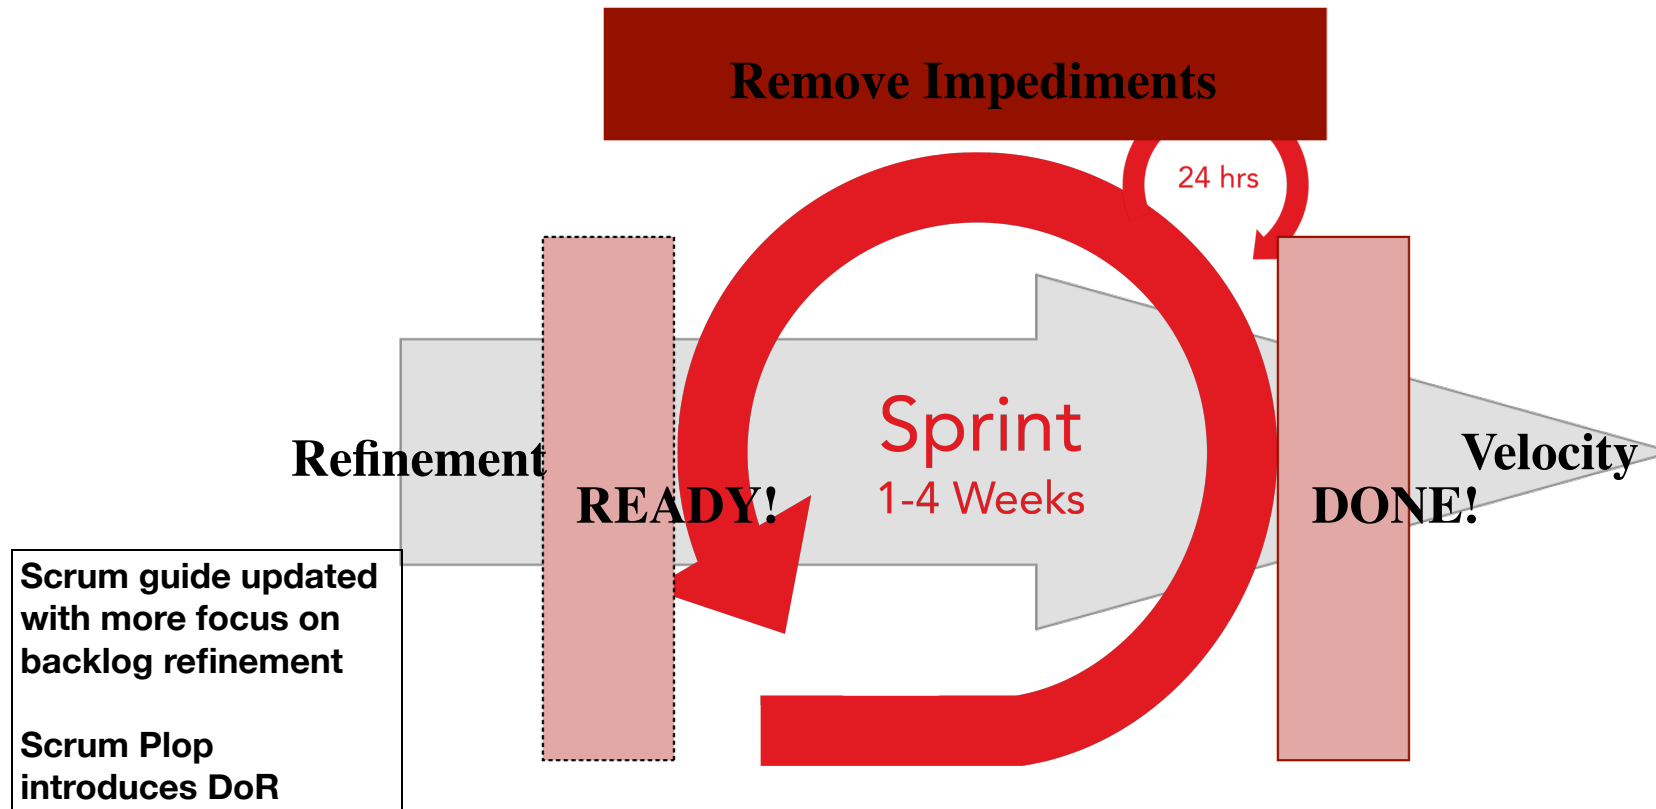 Remove Impediments
24 hrs
Sprint
1-4 Weeks
Refinement
READY!
DONE!
Velocity
Scrum guide updated
with more focus on
backlog refinement
Scrum Plop
introduces DoR